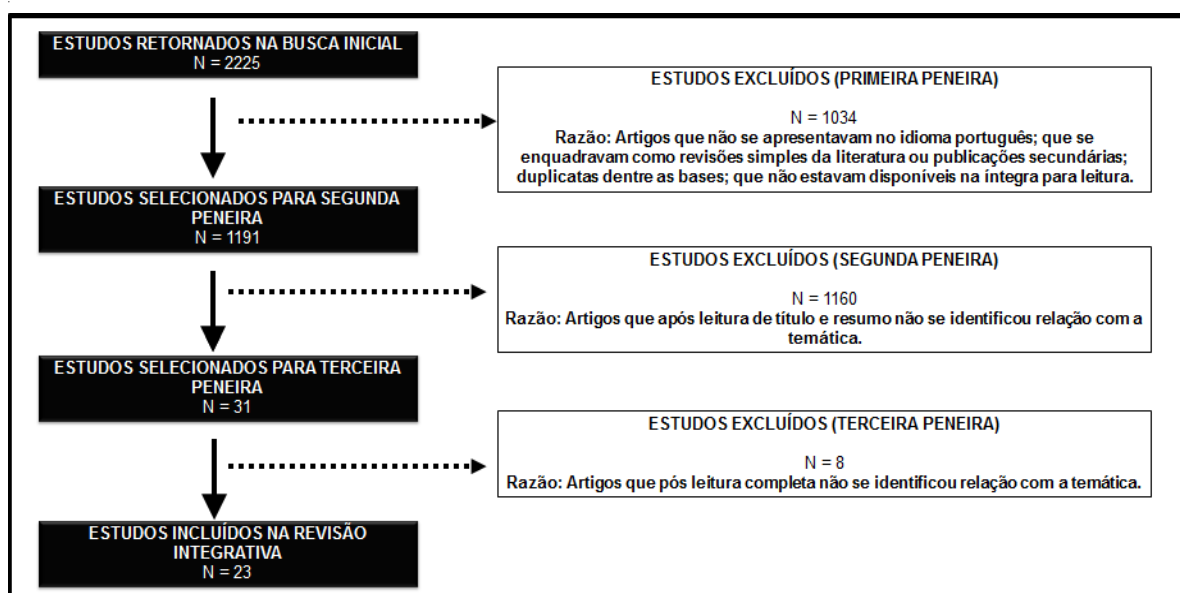 ESTUDOS RETORNADOS NA BUSCA INICIAL
N = 2225
ESTUDOS EXCLUÍDOS (PRIMEIRA PENEIRA)
N = 1034
Razão: Artigos que não se apresentavam no idioma português; que se
enquadravam como revisões simples da literatura ou publicações secundárias;
duplicatas dentre as bases; que não estavam disponíveis na íntegra para leitura.
ESTUDOS SELECIONADOS PARA SEGUNDA
PENEIRA
N = 1191
ESTUDOS EXCLUÍDOS (SEGUNDA PENEIRA)
N = 1160
Razão: Artigos que após leitura de título e resumo não se identificou relação com a
temática.
ESTUDOS SELECIONADOS PARA TERCEIRA
PENEIRA
N = 31
ESTUDOS EXCLUÍDOS (TERCEIRA PENEIRA)
N = 8
Razão: Artigos que pós leitura completa não se identificou relação com a temática.
ESTUDOS INCLUÍDOS NA REVISÃO
INTEGRATIVA
N = 23